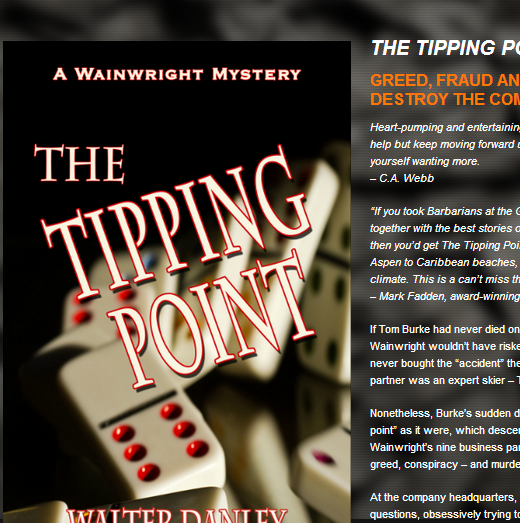 A WAINWRIGHT MYSTERY
THE
TIPPING
POINT
WALTER DANLEY
THE TIPPING PO
GREED, FRAUD AN
DESTROY THE COM
Heart-pumping and entertaining
help but keep moving forward
yourself wanting more.
– C.A. Webb
“If you took Barbarians at the G
together with the best stories
then you'd get The Tipping Poi
Aspen to Caribbean beaches,
climate. This is a can't miss
– Mark Fadden, award-winning
If Tom Burke had never died on
Wainwright wouldn't have riske
never bought the “accident” the
partner was an expert skier – T
Nonetheless, Burke's sudden d
point” as it were, which descen
Wainwright's nine business par
greed, conspiracy – and murde
At the company headquarters,
questions, obsessively trying to